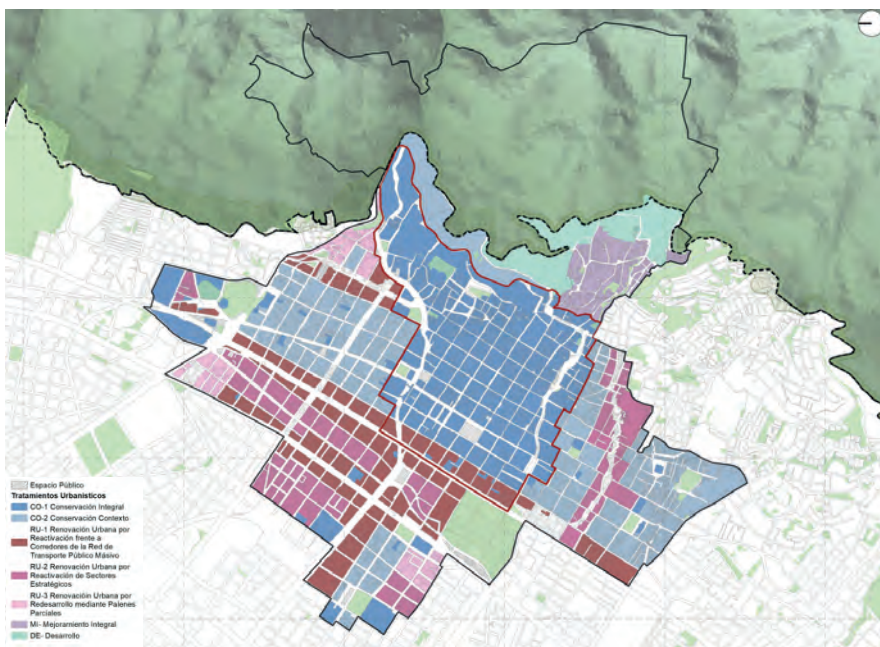 Espacio Público
Tratamientos Urbanísticos
CO-1 Conservación Integral
CO-2 Conservación Contexto
RU-1 Renovación Urbana por
Reactivación frente a
Corredores de la Red de
Transporte Público Másivo
RU-2 Renovación Urbana por
Reactivación de Sectores
Estratégicos
RU-3 Renovación Urbana por
Redesarrollo mediante Palenes
Parciales
MI- Mejoramiento Integral
DE- Desarrollo